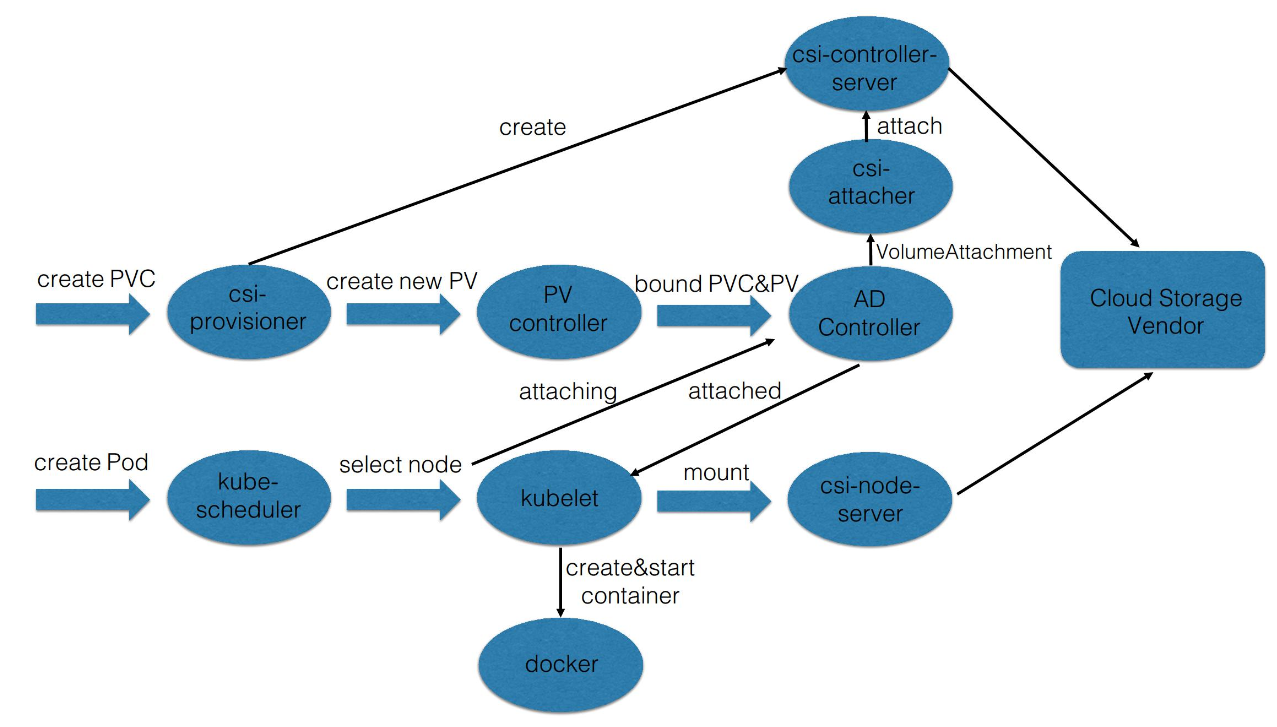 csi-controller-
server
create
attach
csi-
attacher
VolumeAttachment
create PVC
csi-
provisioner
create new PV
PV
controller
bound PVC&PV
AD
Controller
Cloud Storage
Vendor
attaching
attached
create Pod
kube-
scheduler
select node
kubelet
mount
csi-node-
server
create&start
container
docker